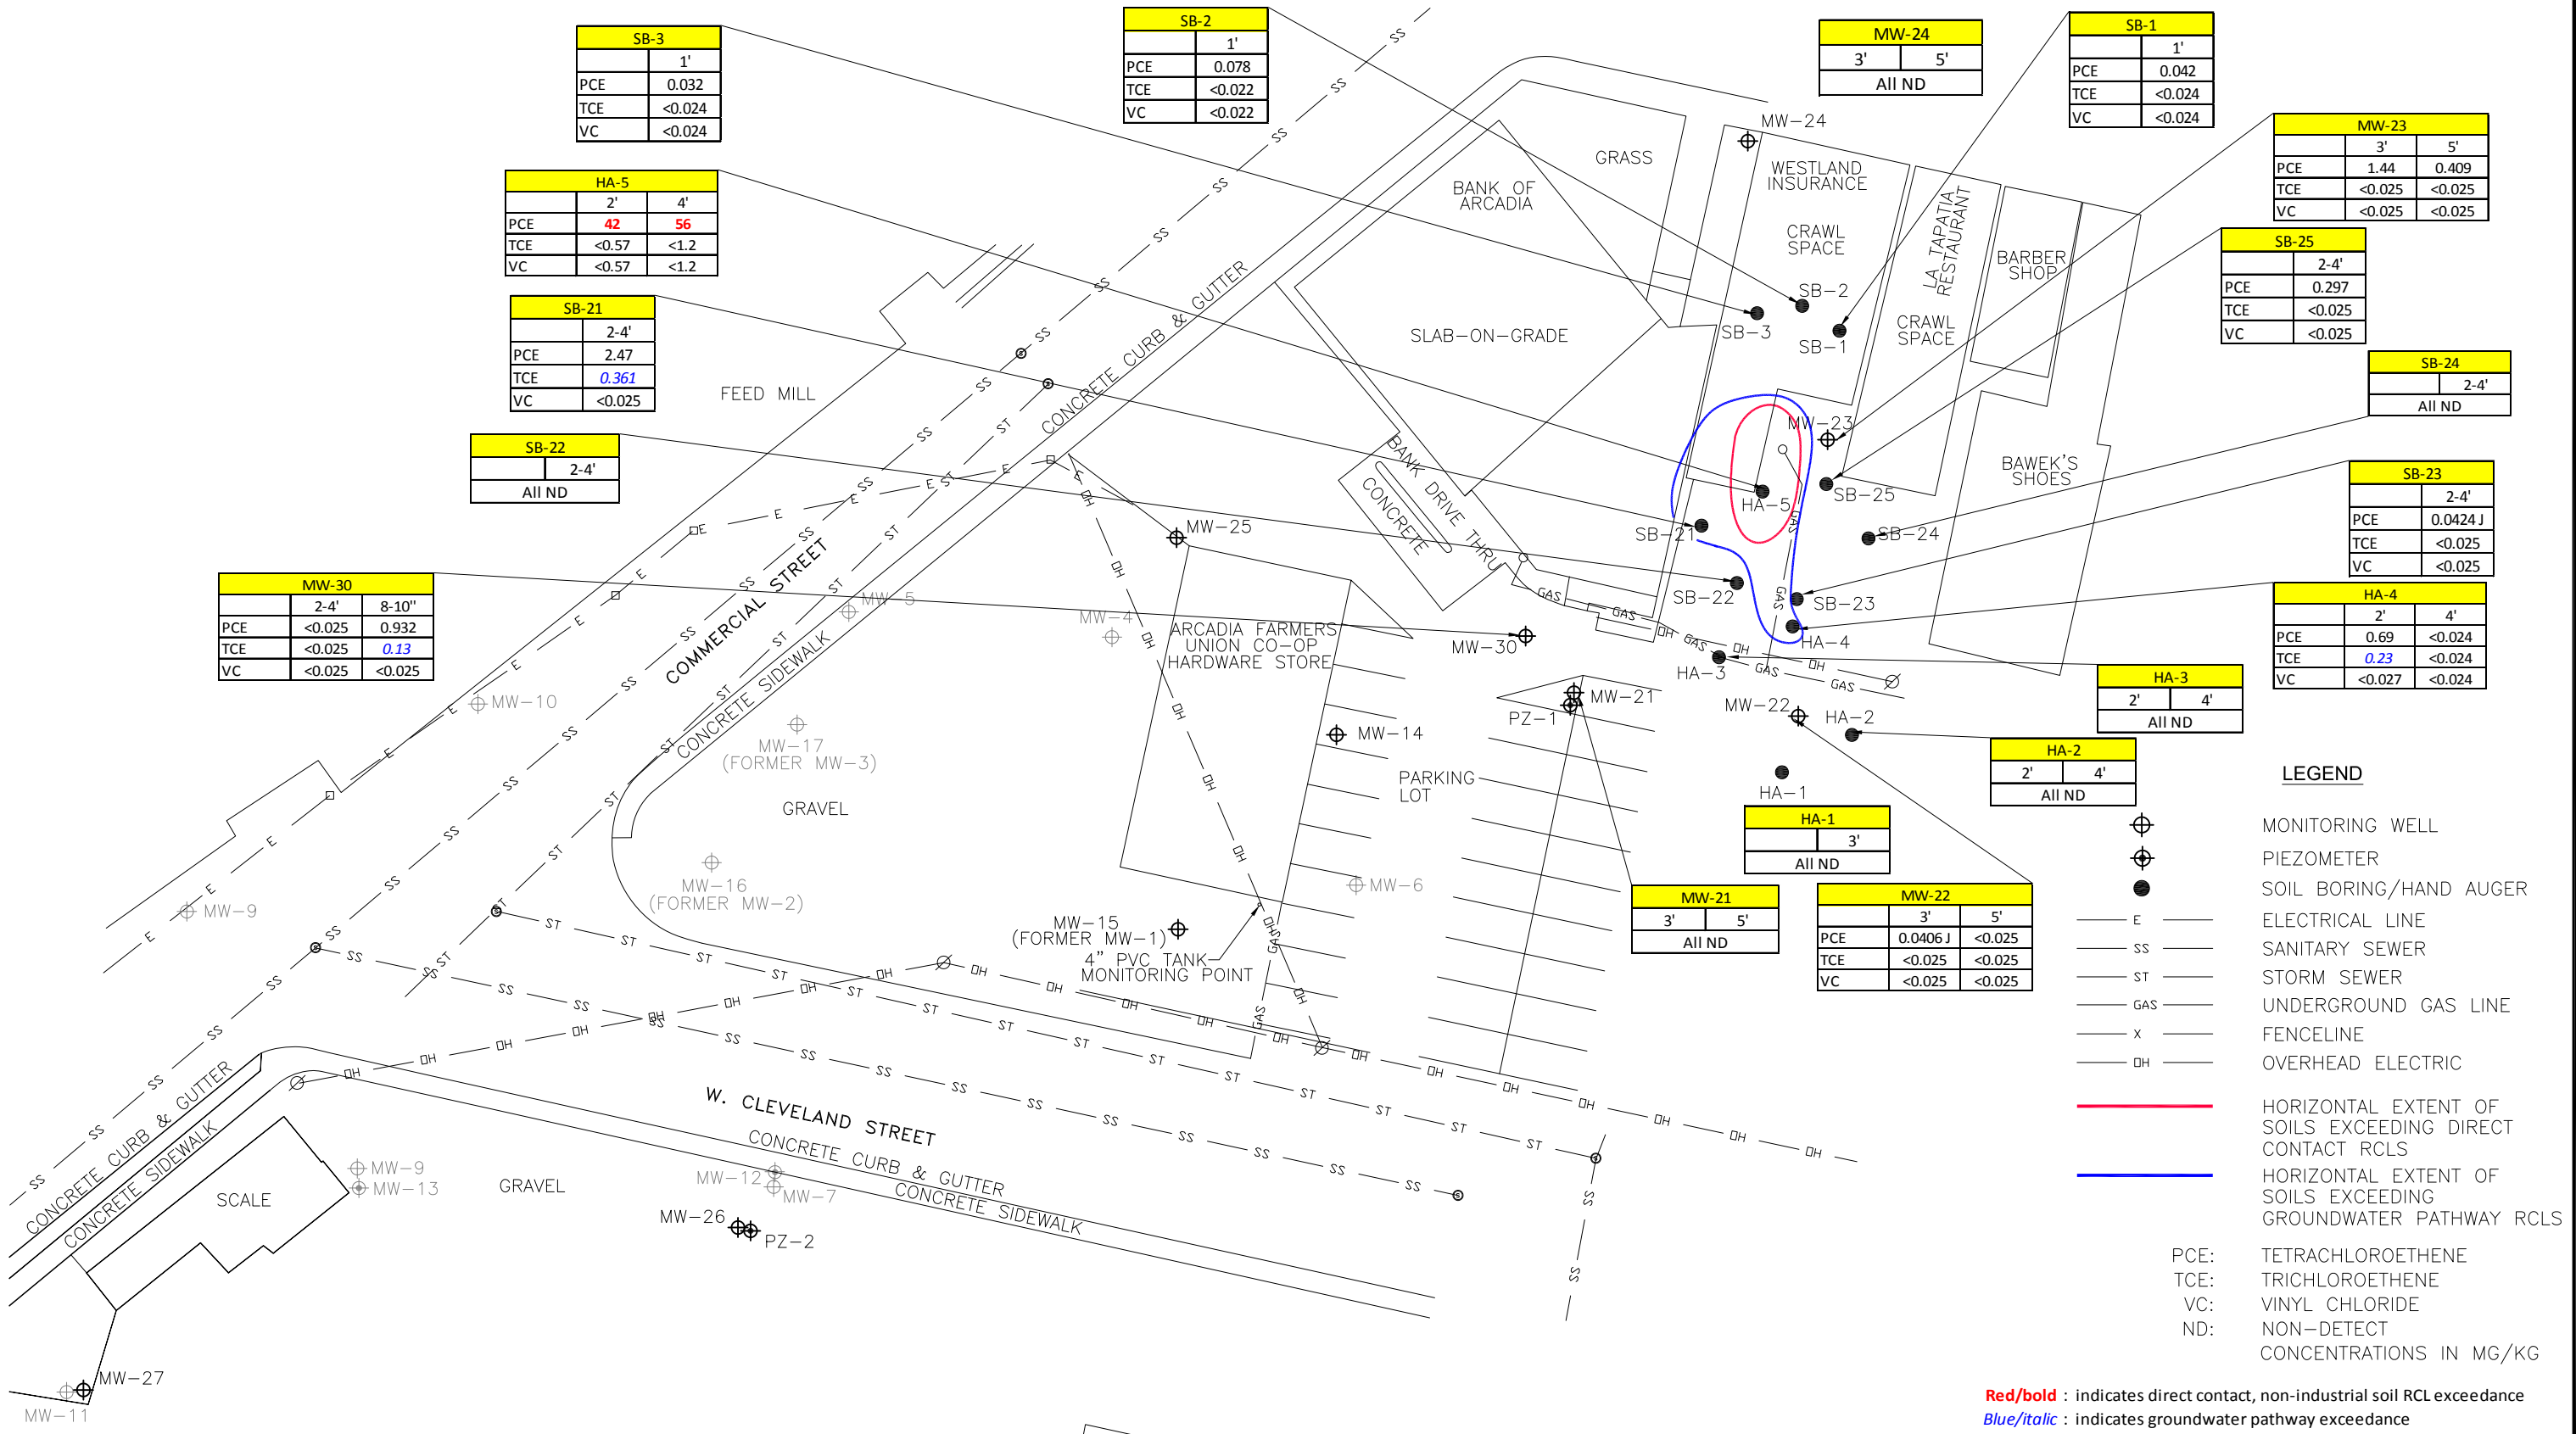 SB-3
1'
PCE 0.032
TCE <0.024
VC <0.024
SB-2
1'
PCE 0.078
TCE <0.022
VC <0.022
MW-24
3' 5'
All ND
SB-1
1'
PCE 0.042
TCE <0.024
VC <0.024
MW-23
3' 5'
PCE 1.44 0.409
TCE <0.025 <0.025
VC <0.025 <0.025
HA-5
2' 4'
PCE 42 56
TCE <0.57 <1.2
VC <0.57 <1.2
SB-25
2-4'
PCE 0.297
TCE <0.025
VC <0.025
SB-21
2-4'
PCE 2.47
TCE 0.361
VC <0.025
SB-24
2-4'
All ND
SB-22
2-4'
All ND
SB-23
2-4'
PCE 0.0424 J
TCE <0.025
VC <0.025
MW-30
2-4' 8-10"
PCE <0.025 0.932
TCE <0.025 0.13
VC <0.025 <0.025
HA-4
2' 4'
PCE 0.69 <0.024
TCE 0.23 <0.024
VC <0.027 <0.024
HA-3
2' 4'
All ND
HA-2
2' 4'
All ND
HA-1
3'
All ND
MW-21
3' 5'
All ND
MW-22
3' 5'
PCE 0.0406 J <0.025
TCE <0.025 <0.025
VC <0.025 <0.025
MW-24
GRASS
WESTLAND
INSURANCE
BANK OF
ARCADIA
CRAWL
SPACE
LA TAPATIA
RESTAURANT
BARBER
SHOP
SB-2
SB-3
SB-1
CRAWL
SPACE
SLAB-ON-GRADE
CONCRETE CURB & GUTTER
FEED MILL
MW-23
BANK DRIVE THRU
CONCRETE
BAWEK'S
SHOES
HA-5
SB-25
SB-21
SB-24
SB-22
SB-23
HA-4
HA-3
MW-30
MW-25
MW-5
MW-4
COMMERCIAL STREET
CONCRETE SIDEWALK
ARCADIA FARMERS
UNION CO-OP
HARDWARE STORE
MW-21
PZ-1
MW-22
HA-2
HA-1
MW-14
MW-10
MW-17
(FORMER MW-3)
PARKING
LOT
GRAVEL
MW-16
(FORMER MW-2)
MW-6
MW-9
MW-15
(FORMER MW-1)
4" PVC TANK
MONITORING POINT
W. CLEVELAND STREET
CONCRETE CURB & GUTTER
CONCRETE SIDEWALK
CONCRETE CURB & GUTTER
CONCRETE SIDEWALK
SCALE
MW-9
MW-13
GRAVEL
MW-12
MW-7
MW-26
PZ-2
MW-27
MW-11
LEGEND
MONITORING WELL
PIEZOMETER
SOIL BORING/HAND AUGER
E ELECTRICAL LINE
SS SANITARY SEWER
ST STORM SEWER
GAS UNDERGROUND GAS LINE
X FENCELINE
OH OVERHEAD ELECTRIC
HORIZONTAL EXTENT OF
SOILS EXCEEDING DIRECT
CONTACT RCLS
HORIZONTAL EXTENT OF
SOILS EXCEEDING
GROUNDWATER PATHWAY RCLS
PCE: TETRACHLOROETHENE
TCE: TRICHLOROETHENE
VC: VINYL CHLORIDE
ND: NON-DETECT
CONCENTRATIONS IN MG/KG
Red/bold : indicates direct contact, non-industrial soil RCL exceedance
Blue/italic : indicates groundwater pathway exceedance